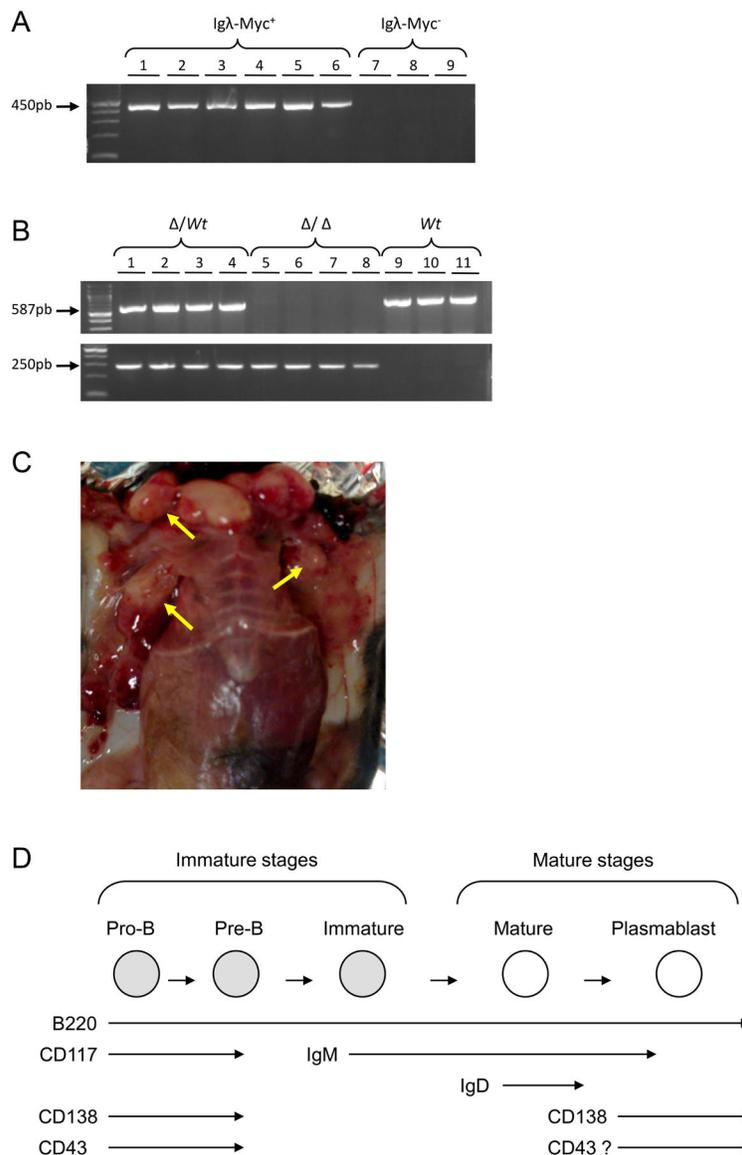 A
Igλ-Myc⁺ Igλ-Myc⁻
1 2 3 4 5 6 7 8 9
450pb
B
Δ/Wt Δ/ Δ Wt
1 2 3 4 5 6 7 8 9 10 11
587pb
250pb
C
D
Immature stages Mature stages
Pro-B Pre-B Immature Mature Plasmablast
B220
CD117 IgM
IgD
CD138 CD138
CD43 CD43 ?